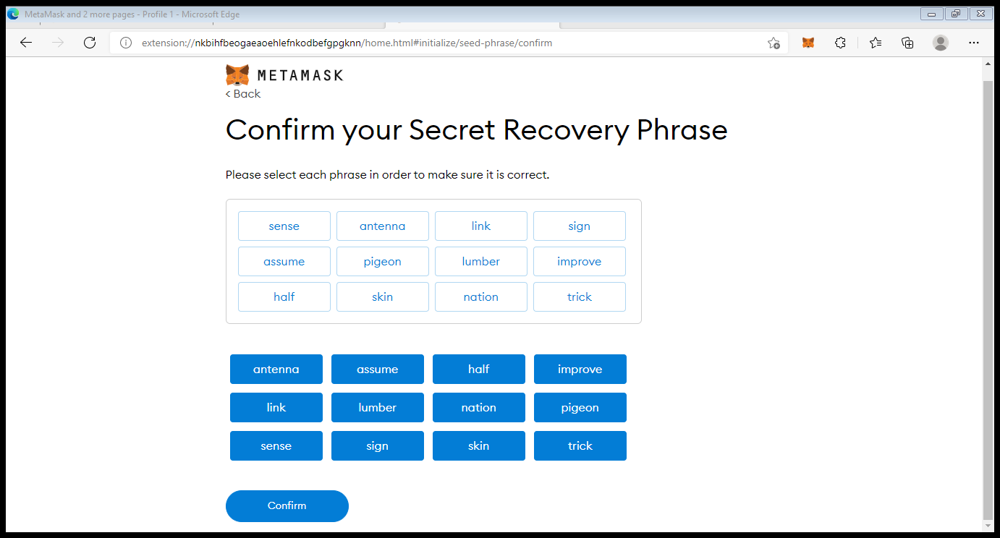 MetaMask and 2 more pages - Profile 1 - Microsoft Edge
extension://nkbihfbeogaeaoehlefnkodbefgpgknn/home.html#initialize/seed-phrase/confirm
METAMASK
< Back
Confirm your Secret Recovery Phrase
Please select each phrase in order to make sure it is correct.
sense antenna link sign
assume pigeon lumber improve
half skin nation trick
antenna assume half improve
link lumber nation pigeon
sense sign skin trick
Confirm